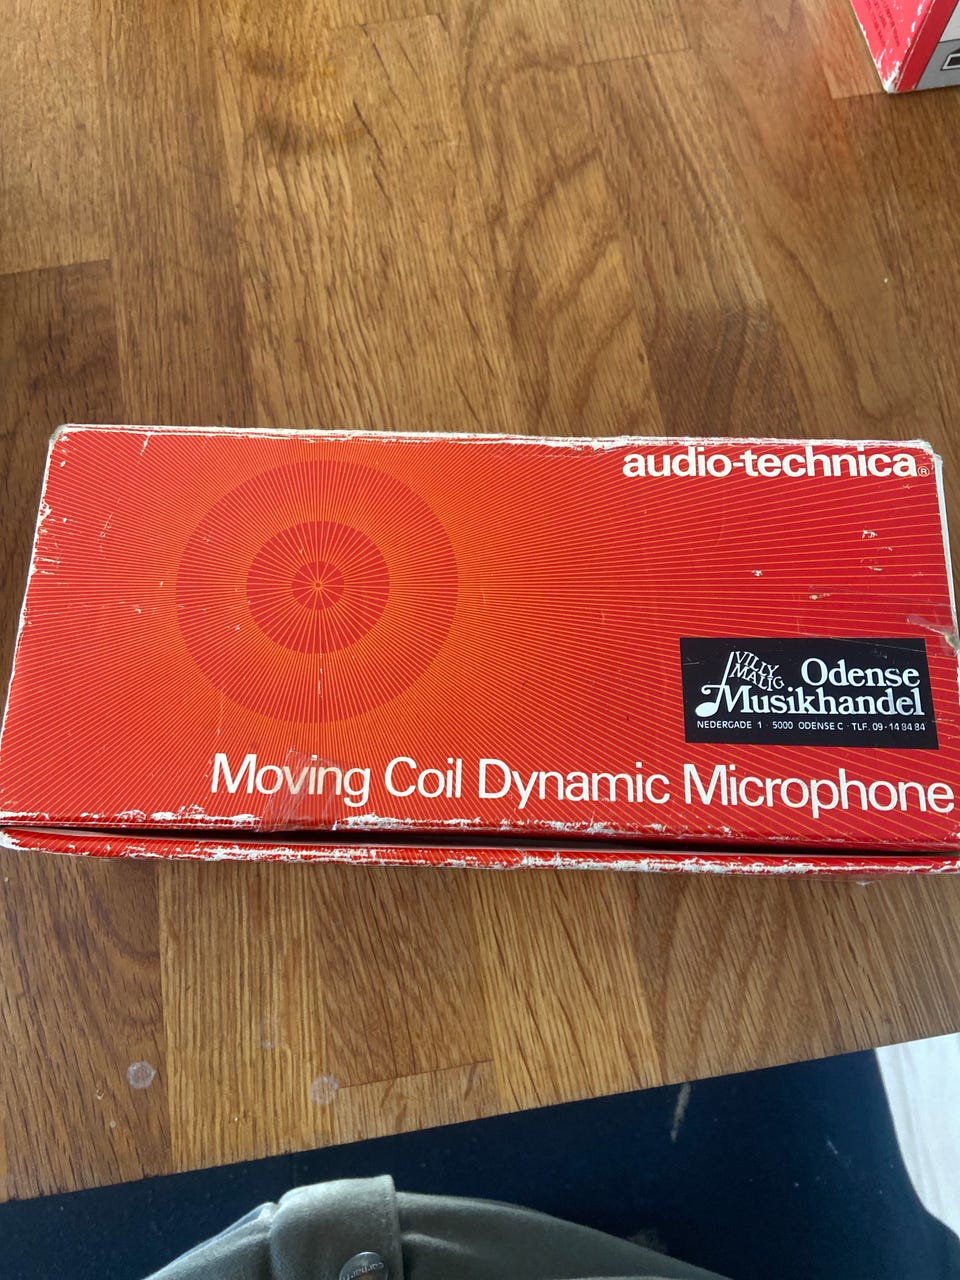 audio-technica®
VILLY
MALIG
Odense
Musikhandel
NEDERGADE 1 · 5000 ODENSE C · TLF. 09-14 84 84
Moving Coil Dynamic Microphone
carhartt